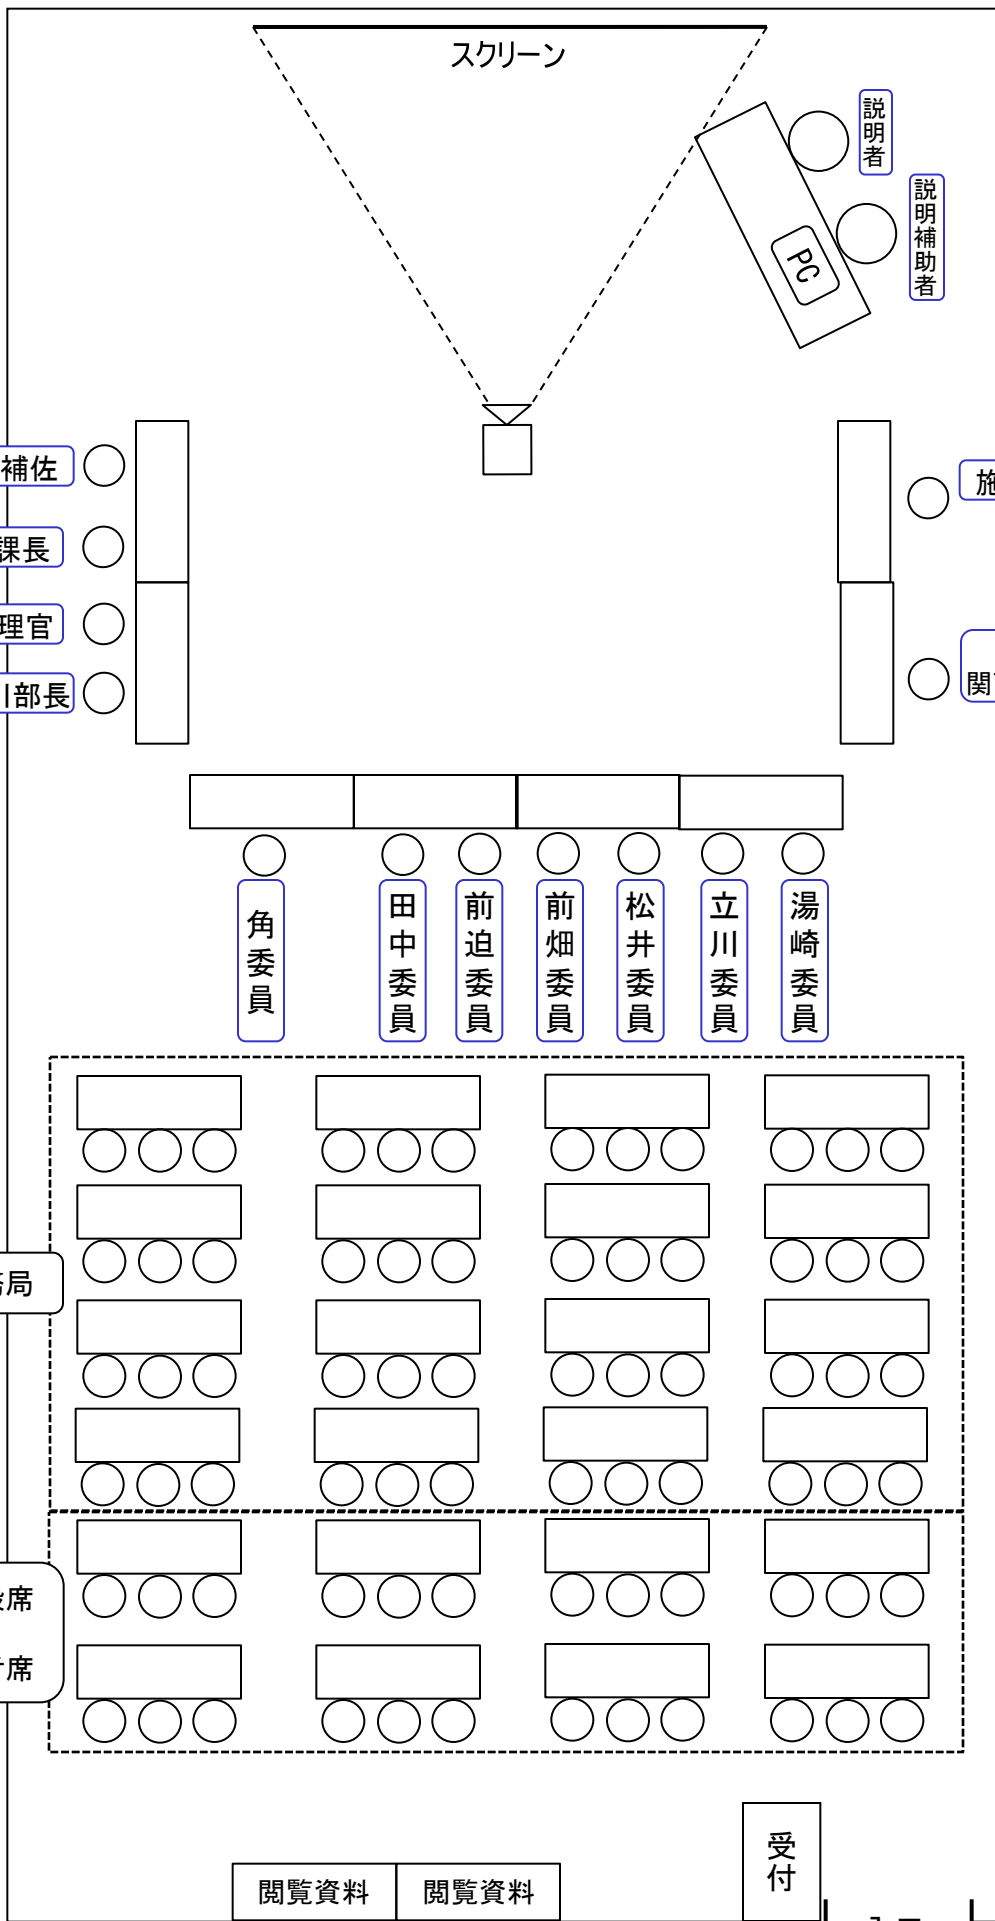 スクリーン
説明者
説明補助者
PC
補佐
課長
理官
部長
施
関
角委員
田中委員
前迫委員
前畑委員
松井委員
立川委員
湯崎委員
局
席
席
受付
閲覧資料
閲覧資料